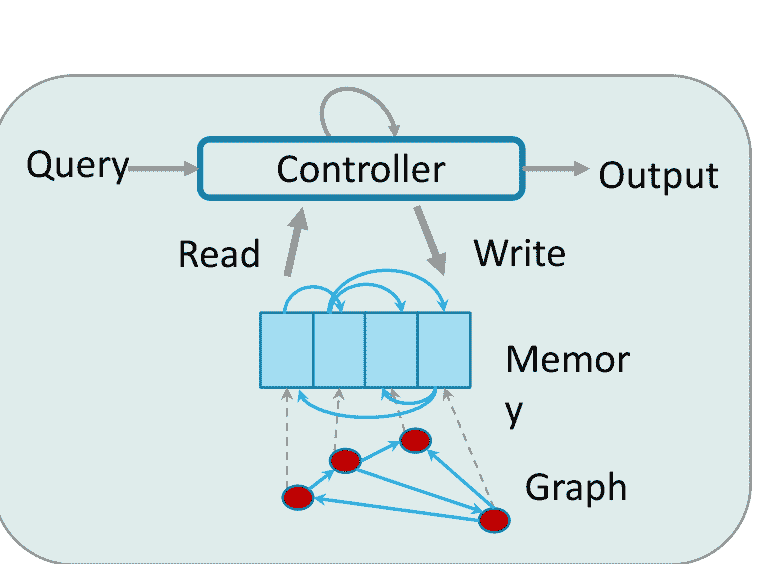 Query
Controller
Output
Read
Write
Memor
y
Graph